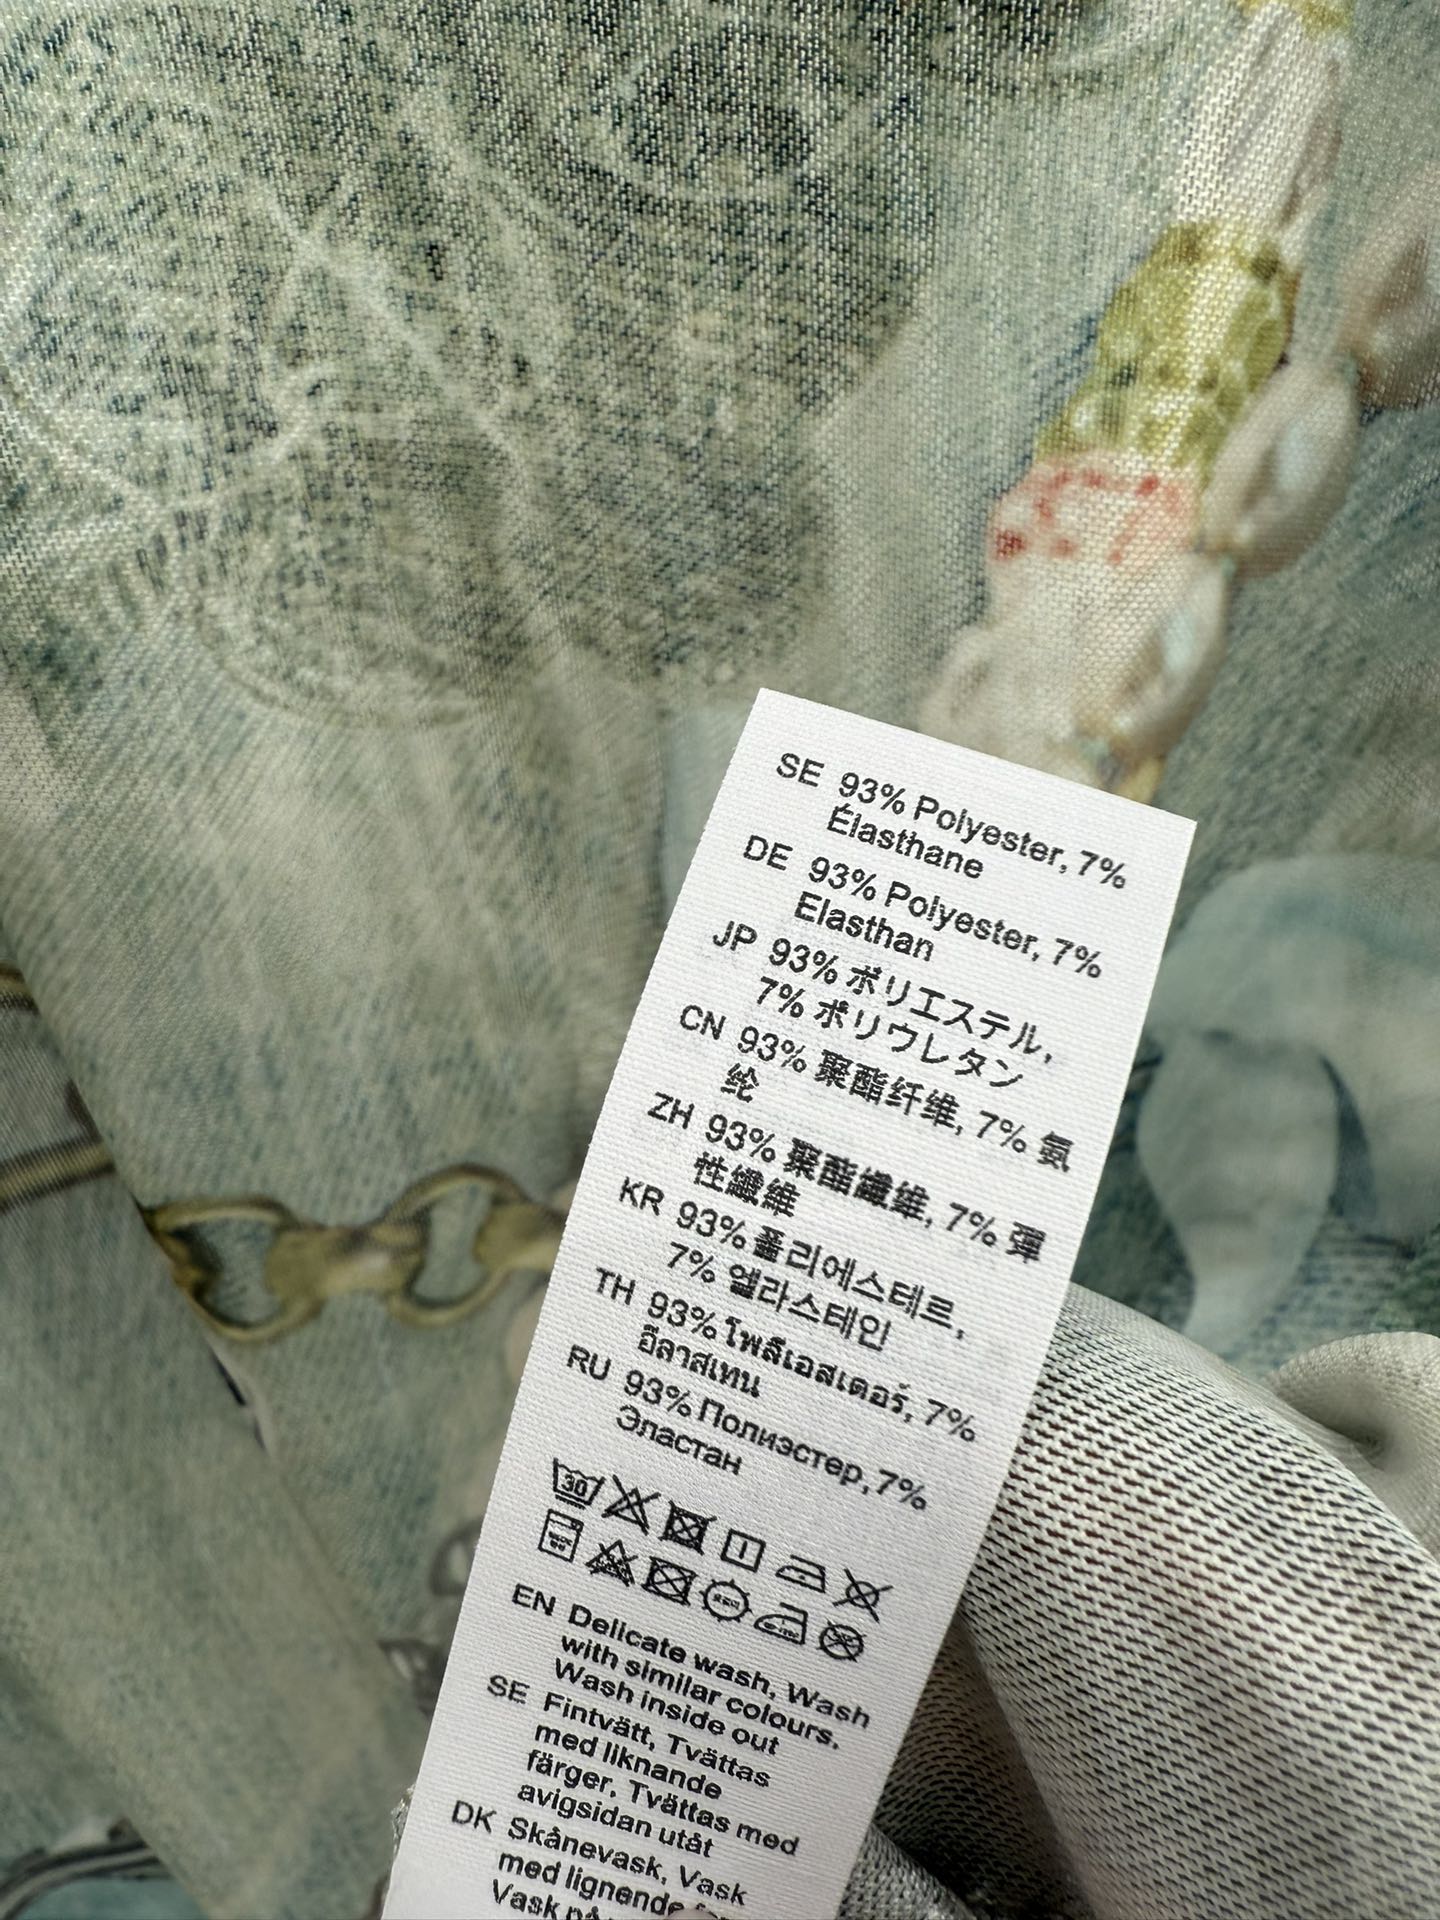 SE 93% Polyester, 7%
Élasthane
DE 93% Polyester, 7%
Elasthan
JP 93% ポリエステル,
7% ポリウレタン
CN 93% 聚酯纤维, 7% 氨
纶
ZH 93% 聚酯纖維, 7% 彈
性纖維
KR 93% 폴리에스테르,
7% 엘라스테인
TH 93% โพลีเอสเตอร์, 7%
อีลาสเทน
RU 93% Полиэстер, 7%
Эластан
30
EN Delicate wash, Wash
with similar colours.
Wash inside out
SE Fintvätt, Tvättas
med liknande
färger, Tvättas med
avigsidan utåt
DK Skånevask, Vask
med lignende
Vask